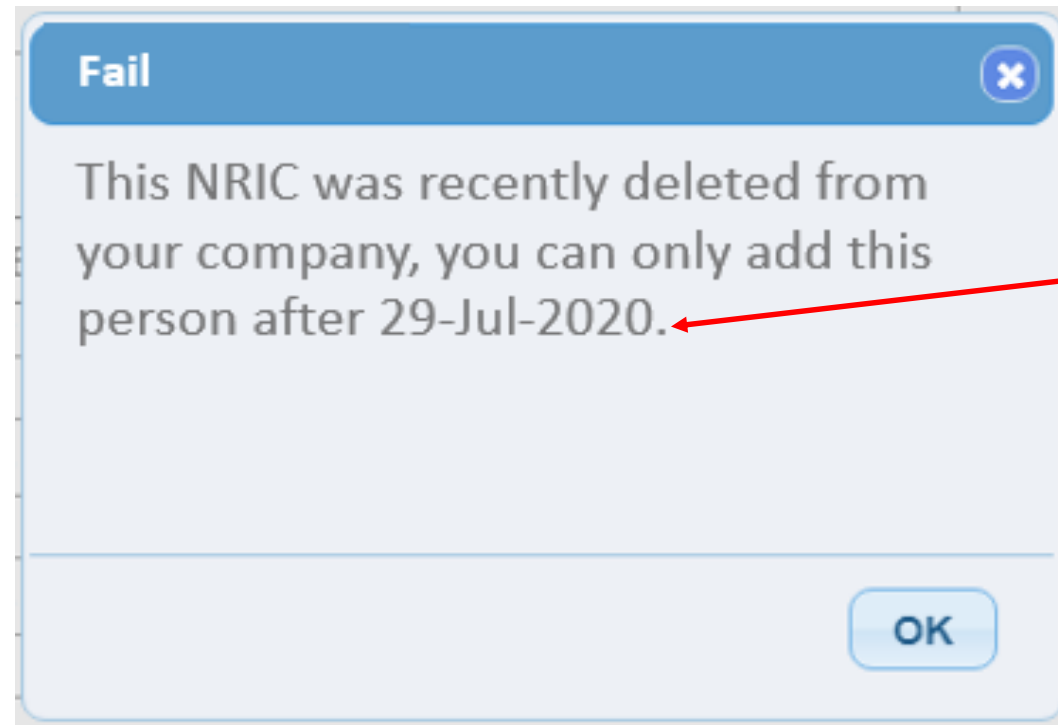 Fail
This NRIC was recently deleted from
your company, you can only add this
person after 29-Jul-2020.
OK